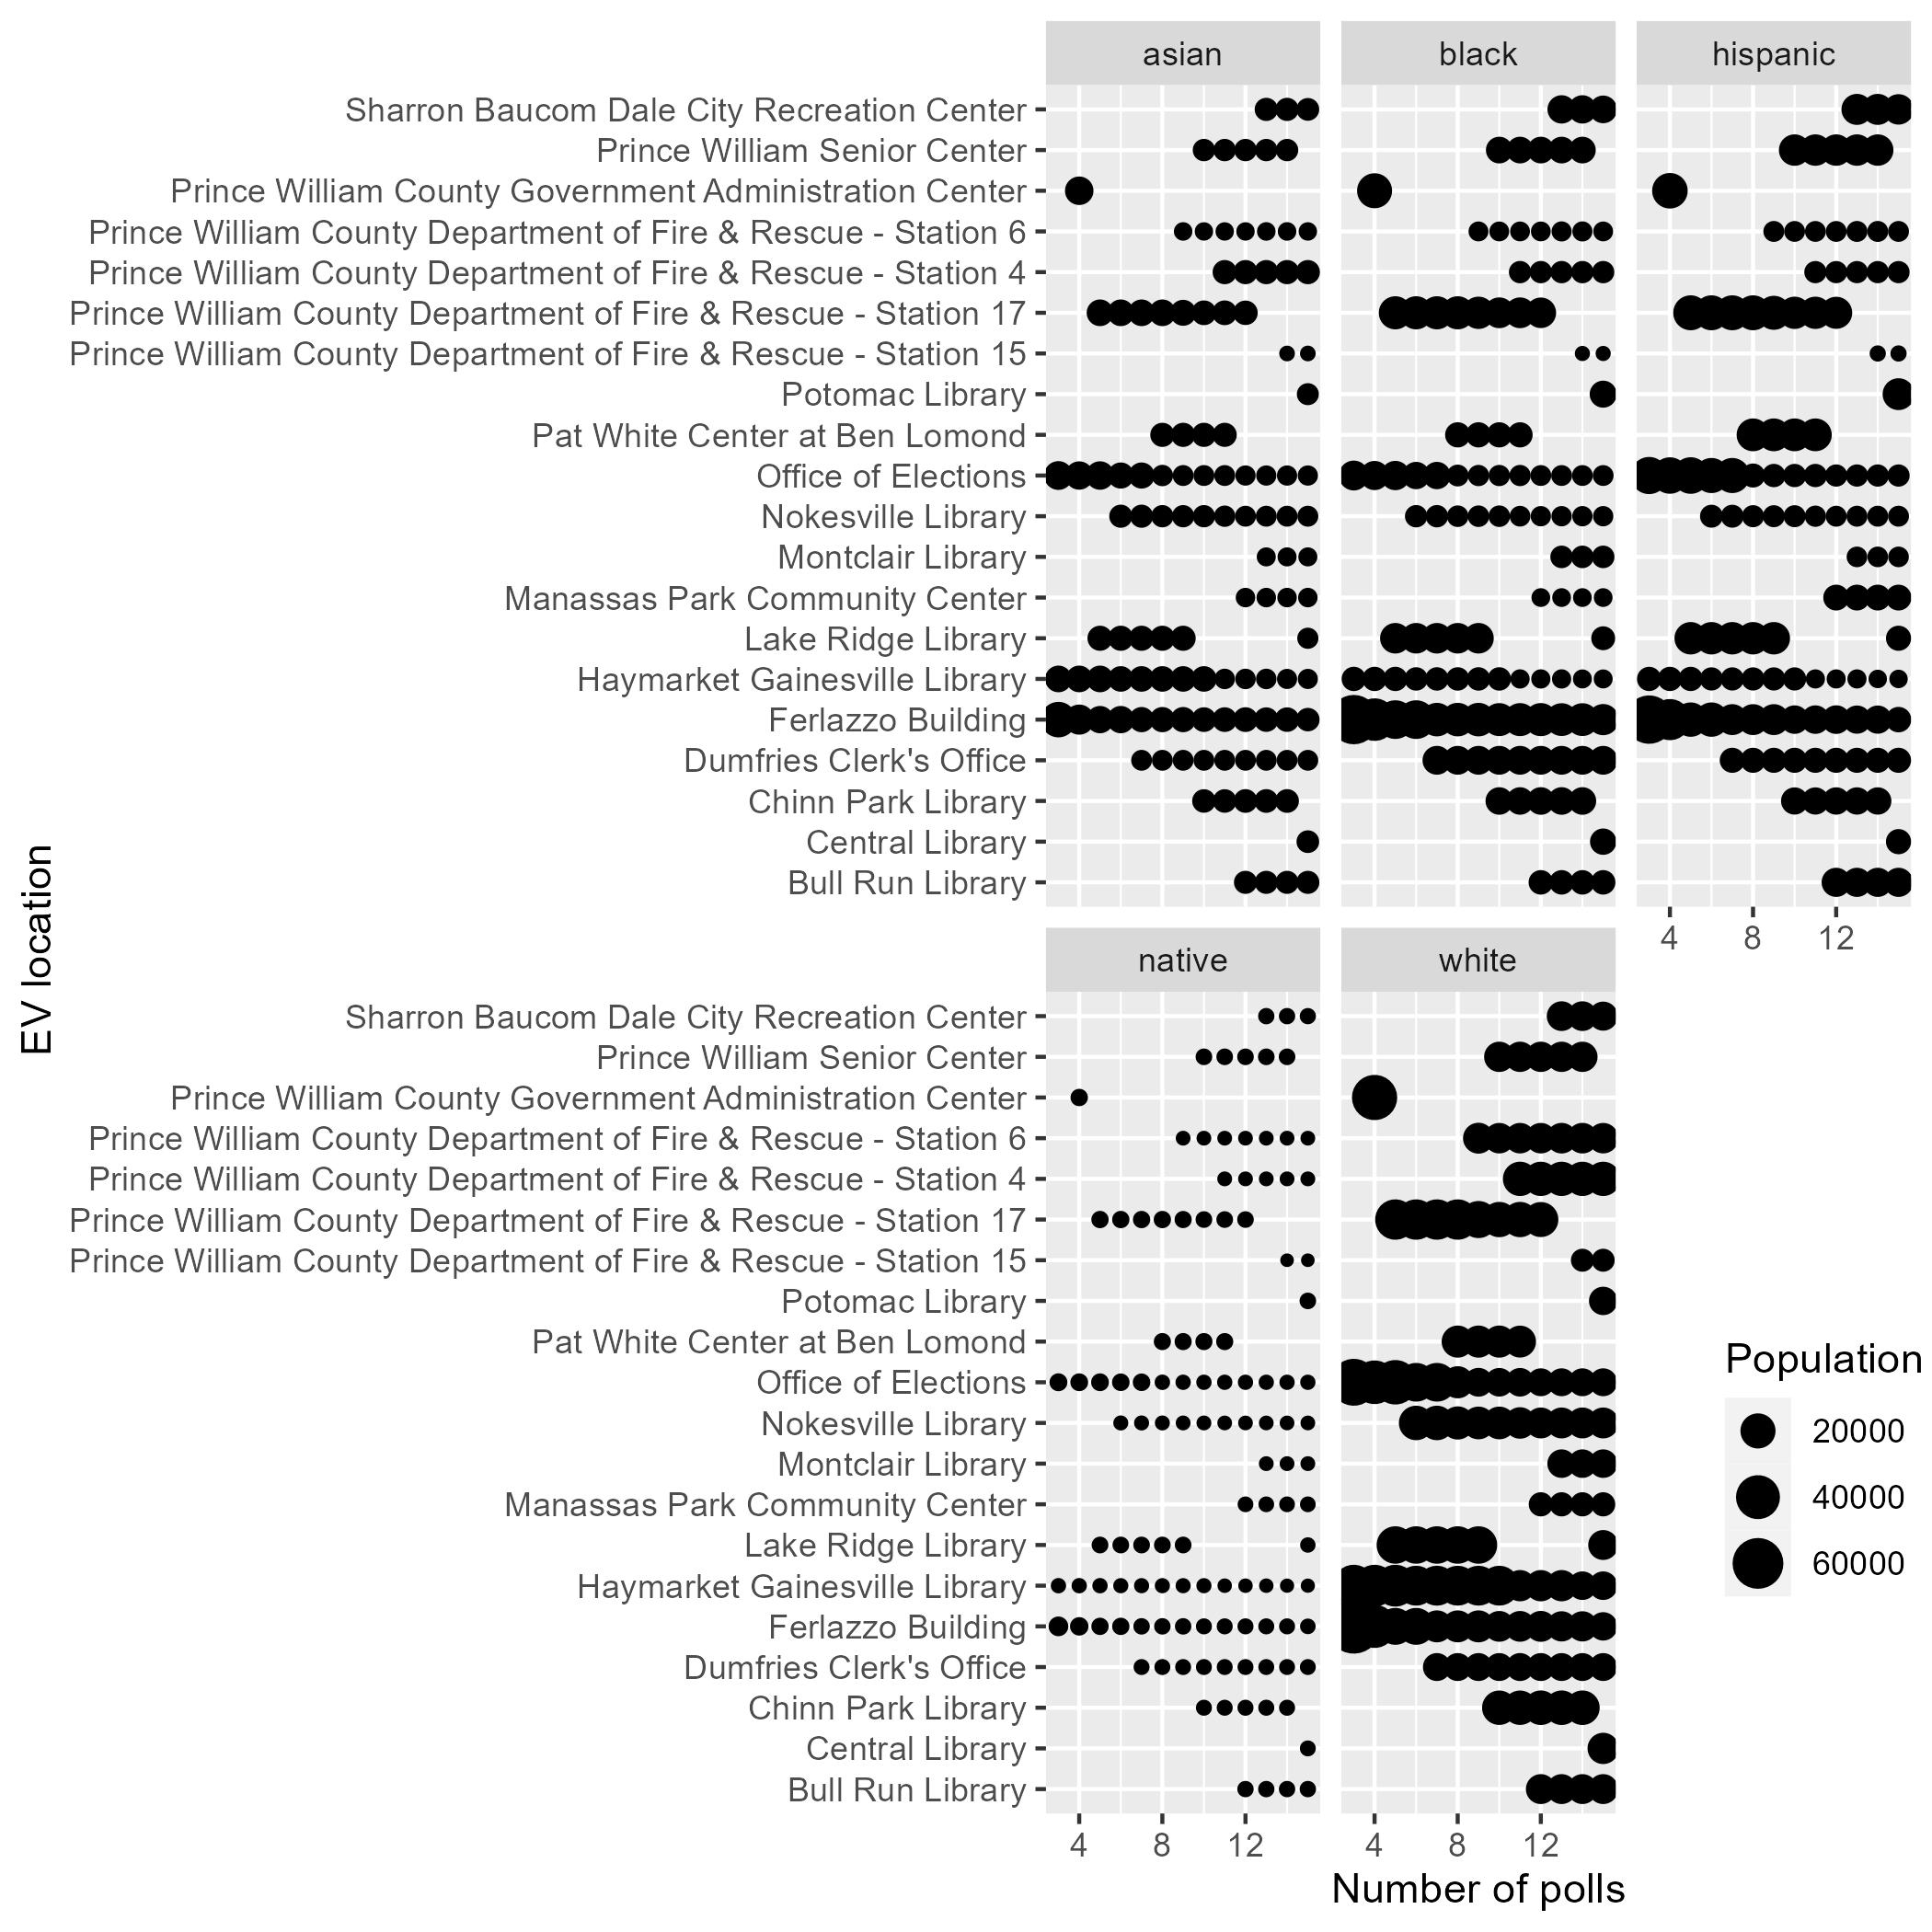 asian
black
hispanic
Sharron Baucom Dale City Recreation Center
Prince William Senior Center
Prince William County Government Administration Center
Prince William County Department of Fire & Rescue - Station 6
Prince William County Department of Fire & Rescue - Station 4
Prince William County Department of Fire & Rescue - Station 17
Prince William County Department of Fire & Rescue - Station 15
Potomac Library
Pat White Center at Ben Lomond
Office of Elections
Nokesville Library
Montclair Library
Manassas Park Community Center
Lake Ridge Library
Haymarket Gainesville Library
Ferlazzo Building
Dumfries Clerk's Office
Chinn Park Library
Central Library
Bull Run Library
4 8 12
EV location
native
white
Sharron Baucom Dale City Recreation Center
Prince William Senior Center
Prince William County Government Administration Center
Prince William County Department of Fire & Rescue - Station 6
Prince William County Department of Fire & Rescue - Station 4
Prince William County Department of Fire & Rescue - Station 17
Prince William County Department of Fire & Rescue - Station 15
Potomac Library
Pat White Center at Ben Lomond
Office of Elections
Nokesville Library
Montclair Library
Manassas Park Community Center
Lake Ridge Library
Haymarket Gainesville Library
Ferlazzo Building
Dumfries Clerk's Office
Chinn Park Library
Central Library
Bull Run Library
4 8 12
4 8 12
Number of polls
Population
20000
40000
60000